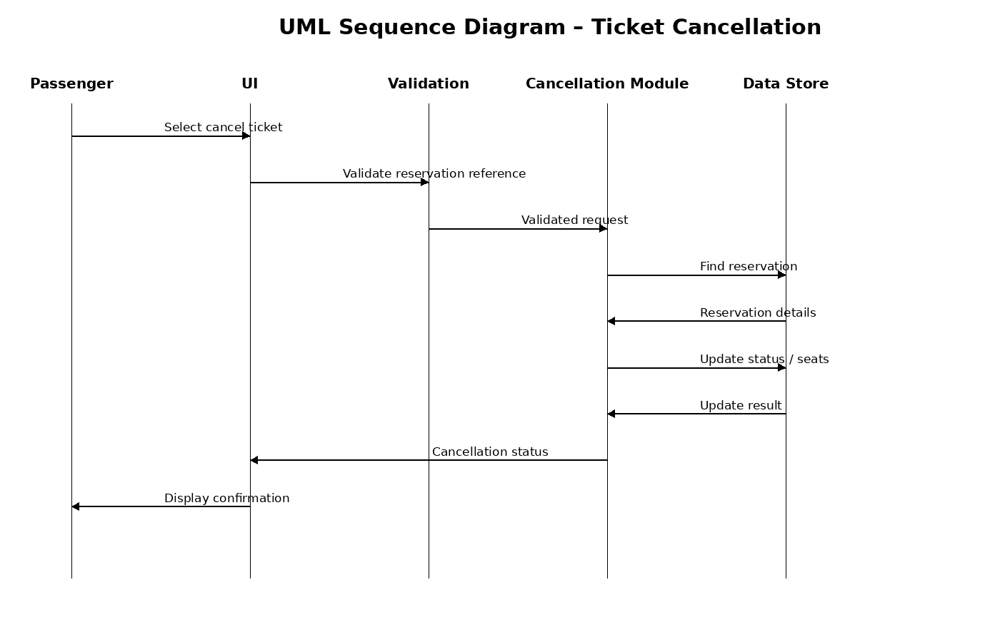 UML Sequence Diagram – Ticket Cancellation
Passenger
UI
Validation
Cancellation Module
Data Store
Select cancel ticket
Validate reservation reference
Validated request
Find reservation
Reservation details
Update status / seats
Update result
Cancellation status
Display confirmation